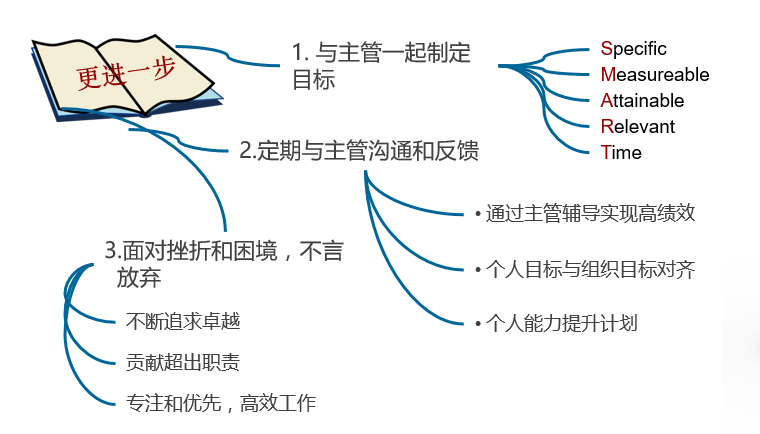 更进一步
1. 与主管一起制定
目标
Specific
Measureable
Attainable
Relevant
Time
2.定期与主管沟通和反馈
• 通过主管辅导实现高绩效
• 个人目标与组织目标对齐
• 个人能力提升计划
3.面对挫折和困境，不言
放弃
不断追求卓越
贡献超出职责
专注和优先，高效工作